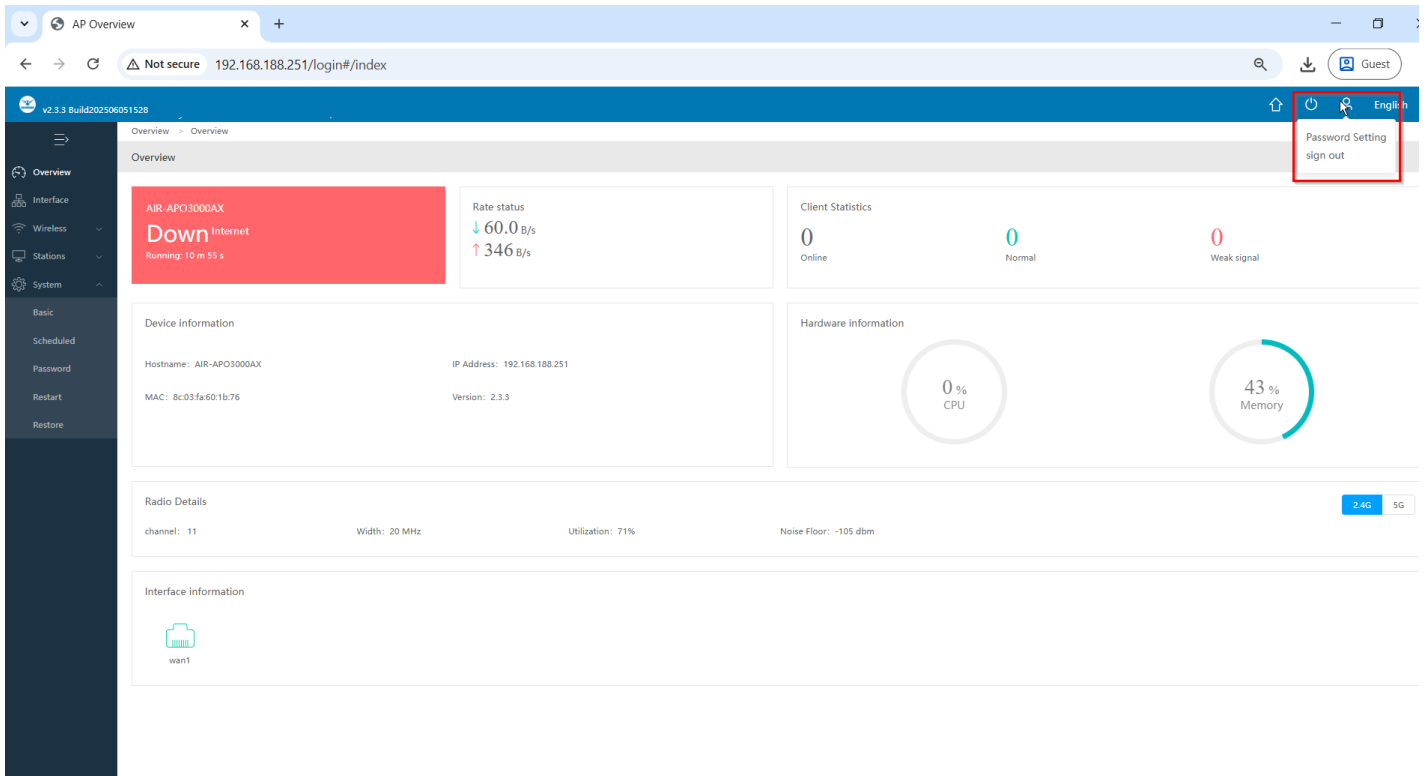 AP Overview
Not secure 192.168.188.251/login#/index
Guest
v2.3.3 Build202506051528
English
Password Setting
sign out
Overview > Overview
Overview
Overview
Interface
Wireless
Stations
System
Basic
Scheduled
Password
Restart
Restore
AIR-APO3000AX
Down Internet
Running: 10 m 55 s
Rate status
↓ 60.0 B/s
↑ 346 B/s
Client Statistics
0 0 0
Online Normal Weak signal
Device information
Hostname: AIR-APO3000AX IP Address: 192.168.188.251
MAC: 8c:03:fa:60:1b:76 Version: 2.3.3
Hardware information
0 %
CPU
43 %
Memory
Radio Details
2.4G 5G
channel: 11 Width: 20 MHz Utilization: 71% Noise Floor: -105 dbm
Interface information
wan1